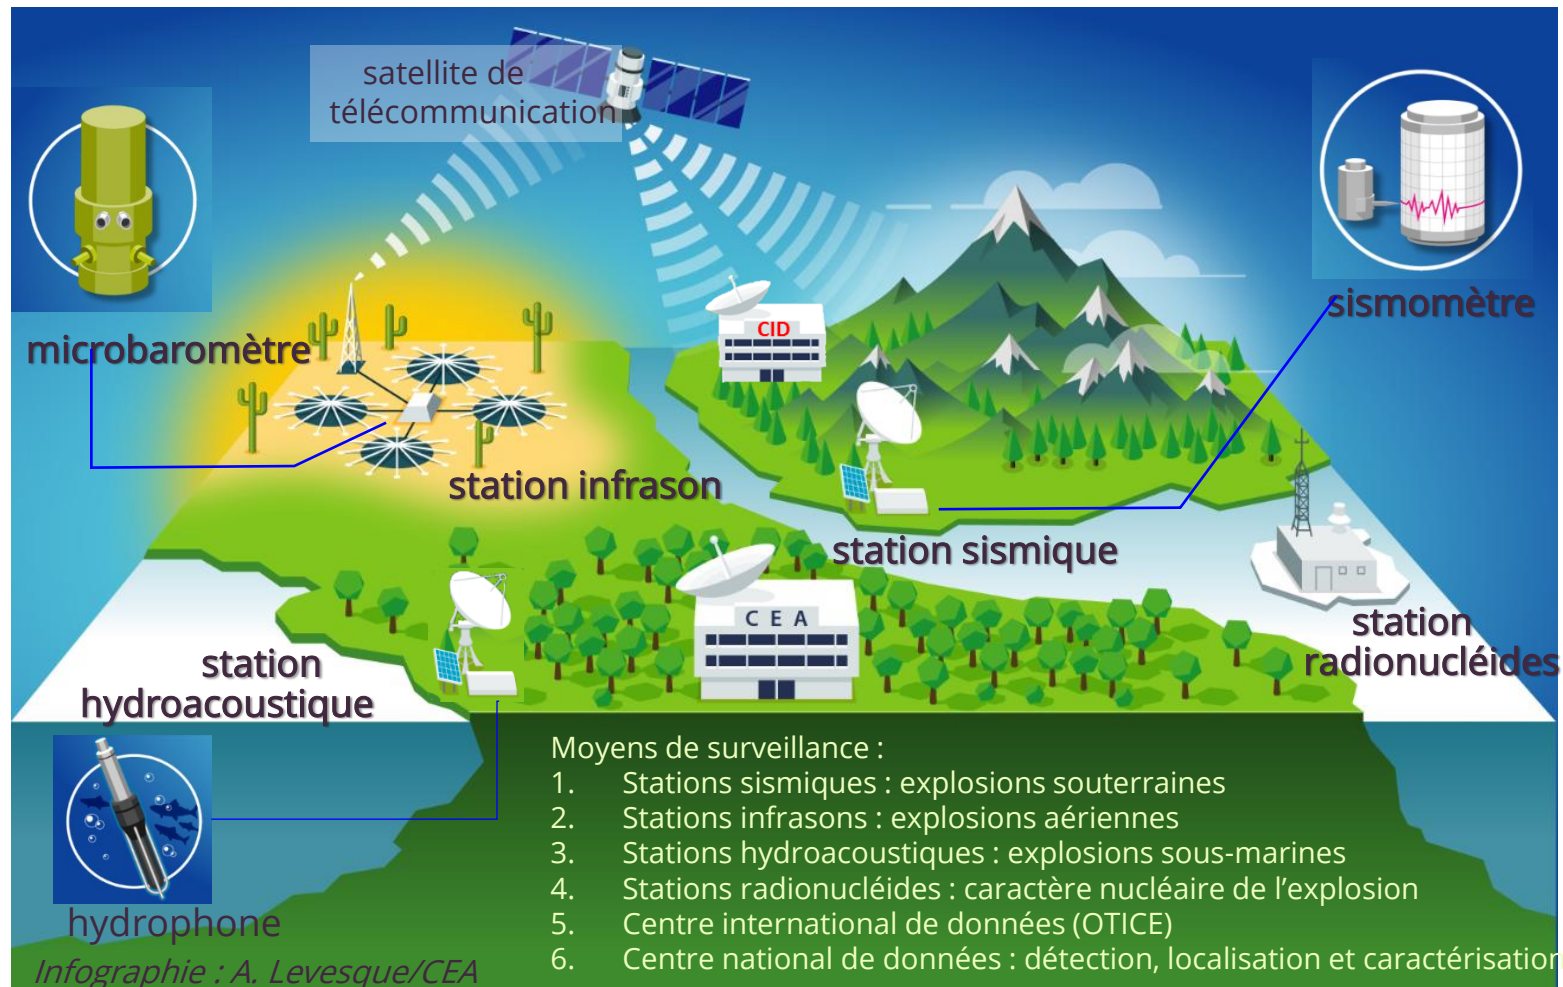 satellite de
télécommunication
microbaromètre
sismomètre
CID
station infrason
station sismique
CEA
station
radionucléides
station
hydroacoustique
hydrophone
Infographie : A. Levesque/CEA
Moyens de surveillance :
1. Stations sismiques : explosions souterraines
2. Stations infrasons : explosions aériennes
3. Stations hydroacoustiques : explosions sous-marines
4. Stations radionucléides : caractère nucléaire de l’explosion
5. Centre international de données (OTICE)
6. Centre national de données : détection, localisation et caractérisation